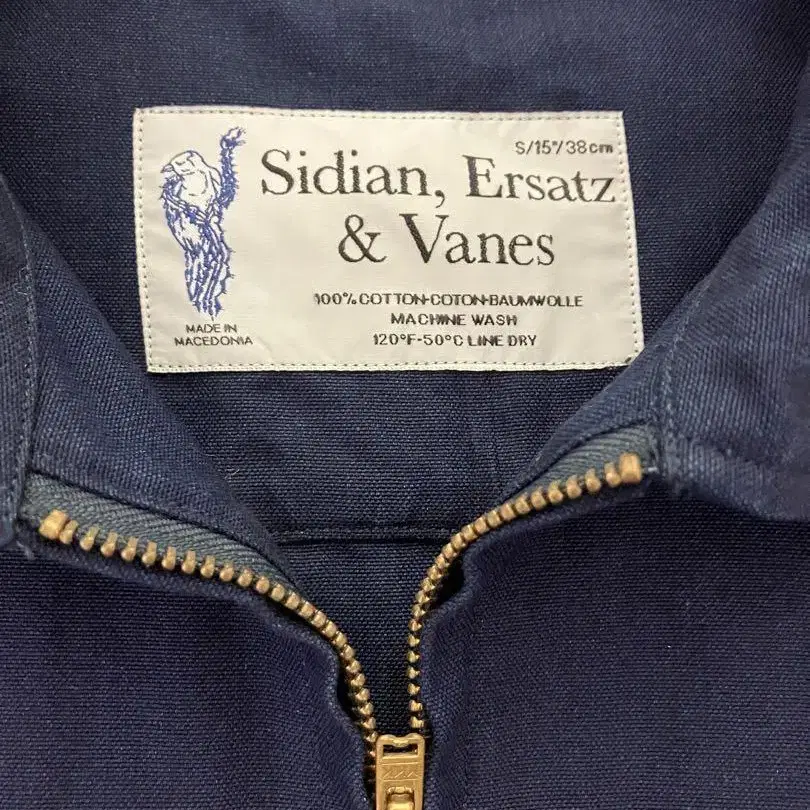 S/15"/38cm
Sidian, Ersatz
& Vanes
100% COTTON·COTON·BAUMWOLLE
MACHINE WASH
120°F-50°C LINE DRY
MADE IN
MACEDONIA